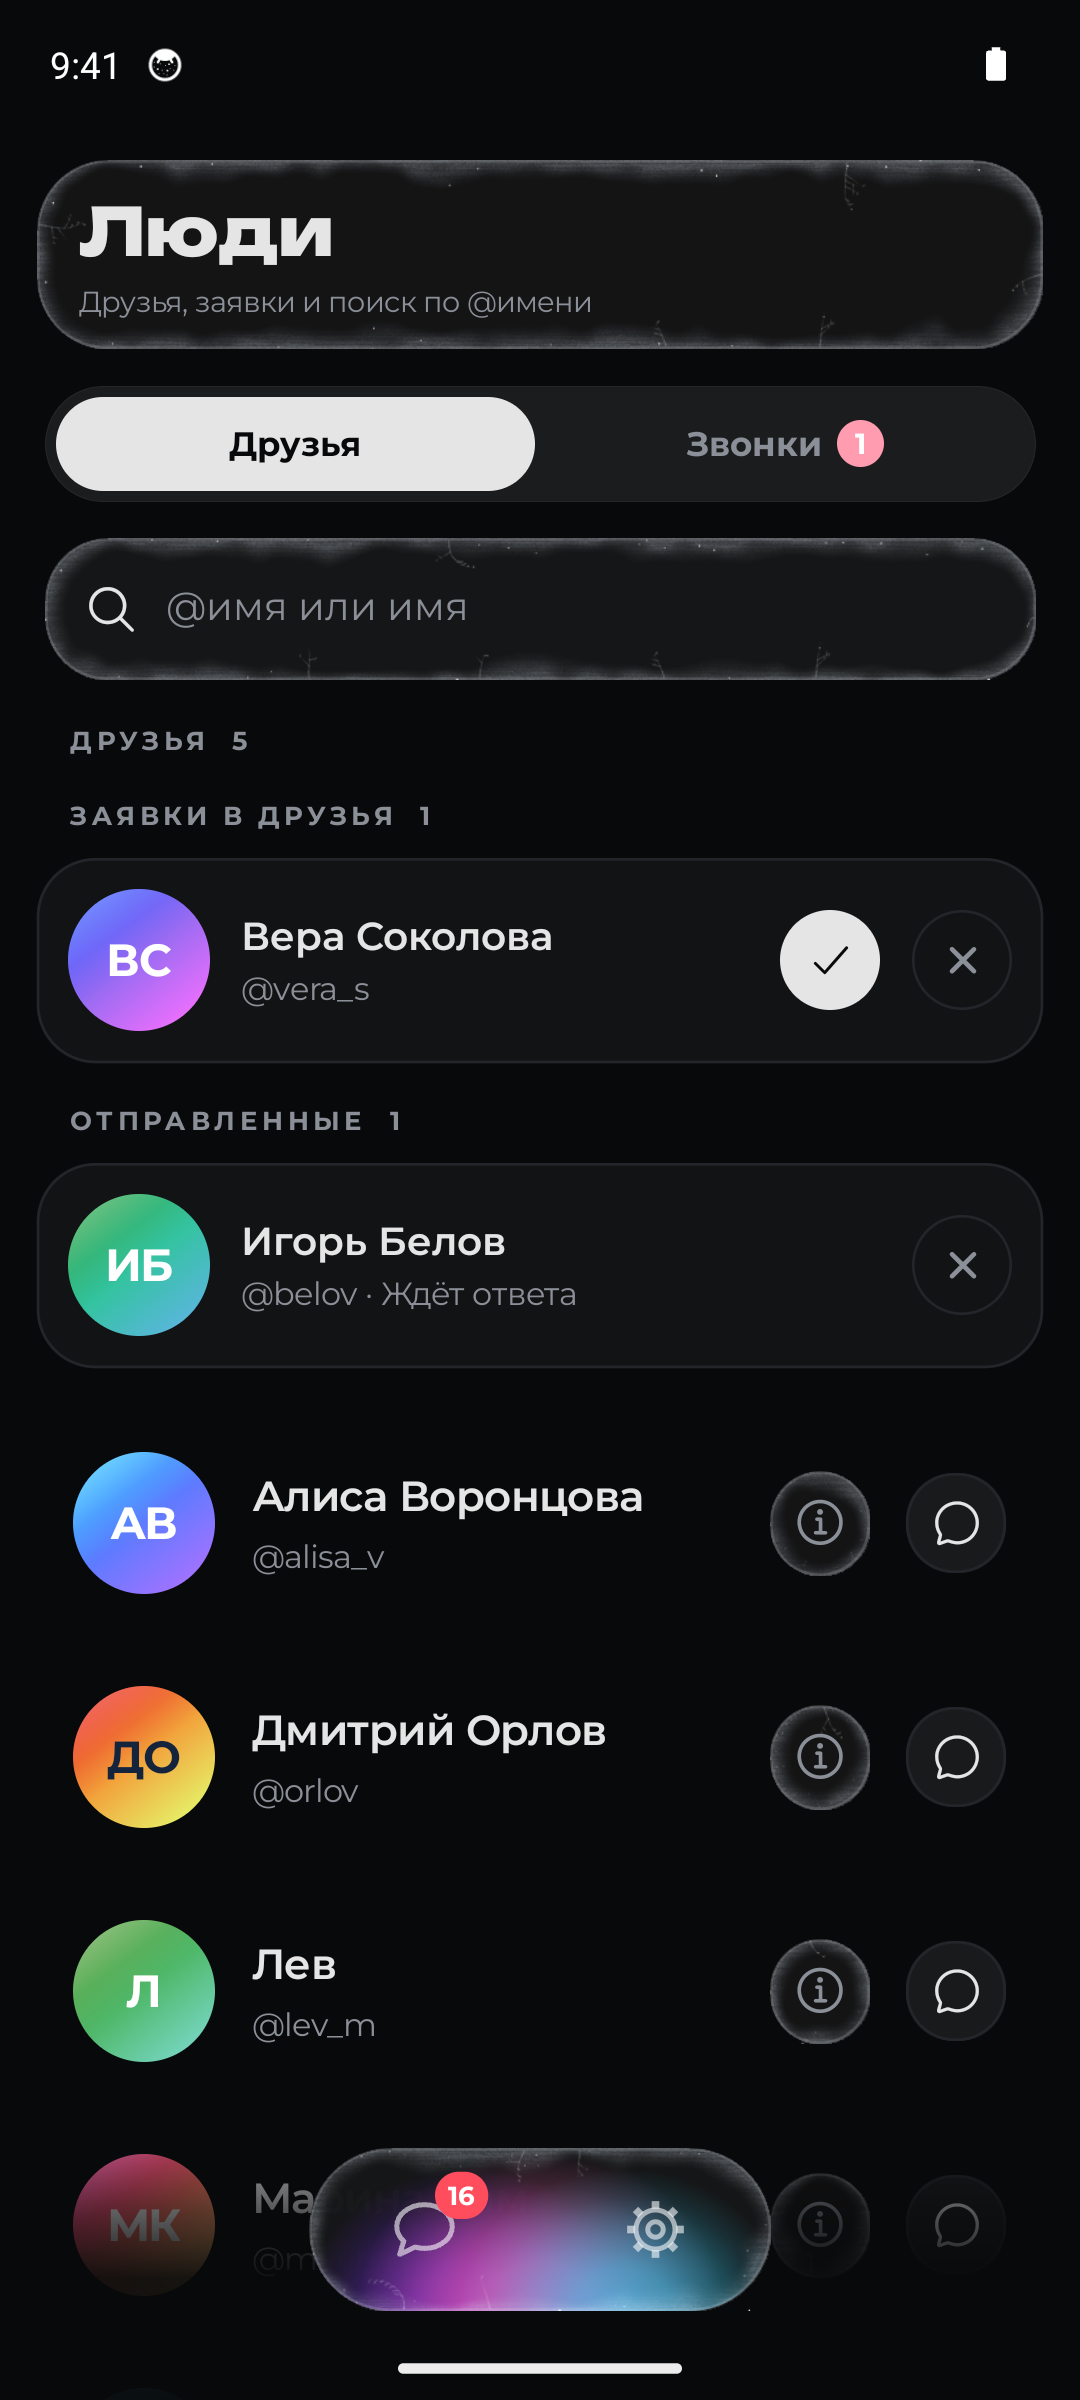 9:41
Люди
Друзья, заявки и поиск по @имени
Друзья
Звонки 1
@имя или имя
ДРУЗЬЯ 5
ЗАЯВКИ В ДРУЗЬЯ 1
ВС
Вера Соколова
@vera_s
ОТПРАВЛЕННЫЕ 1
ИБ
Игорь Белов
@belov · Ждёт ответа
АВ
Алиса Воронцова
@alisa_v
ДО
Дмитрий Орлов
@orlov
Л
Лев
@lev_m
МК
16